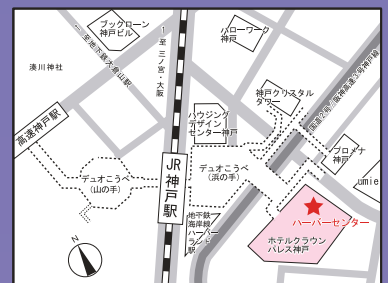 ブックローン
神戸ビル
←至地下鉄大倉山駅
↑至 三ノ宮・大阪
ハローワーク
神戸
湊川神社
高速神戸駅
ハウジング
デザイン
センター神戸
神戸クリスタル
タワー
国道2号/阪神高速3号神戸線
プロメナ
神戸
umie
デュオこうべ
(山の手)
JR
神戸駅
デュオこうべ
(浜の手)
地下鉄
海岸線
ハーバー
ランド
駅
ハーバーセンター
ホテルクラウン
パレス神戸
N